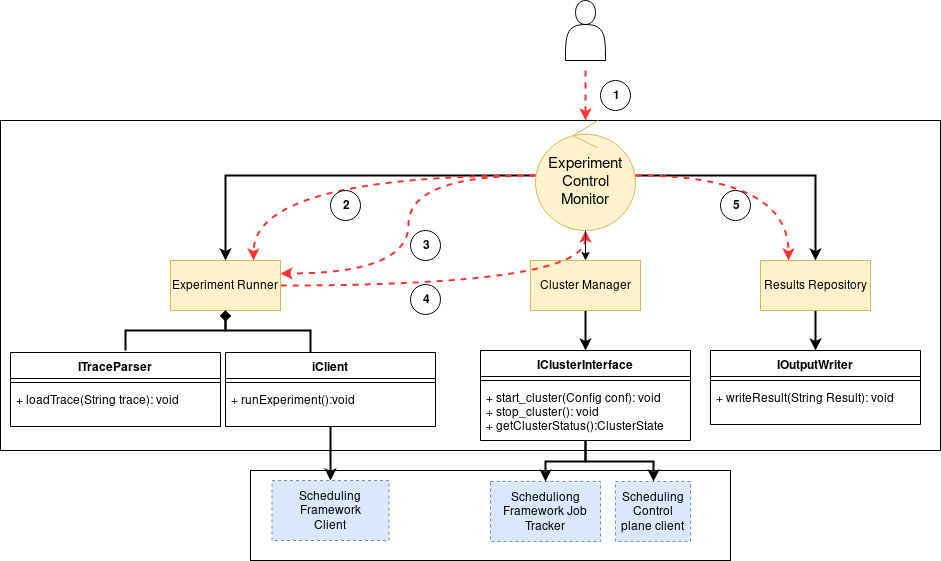 1
Experiment
Control
Monitor
2
5
3
4
Experiment Runner
Cluster Manager
Results Repository
ITraceParser
+ loadTrace(String trace): void
iClient
+ runExperiment():void
IClusterInterface
+ start_cluster(Config conf): void
+ stop_cluster(): void
+ getClusterStatus():ClusterState
IOutputWriter
+ writeResult(String Result): void
Scheduling
Framework
Client
Scheduliong
Framework Job
Tracker
Scheduling
Control
plane client